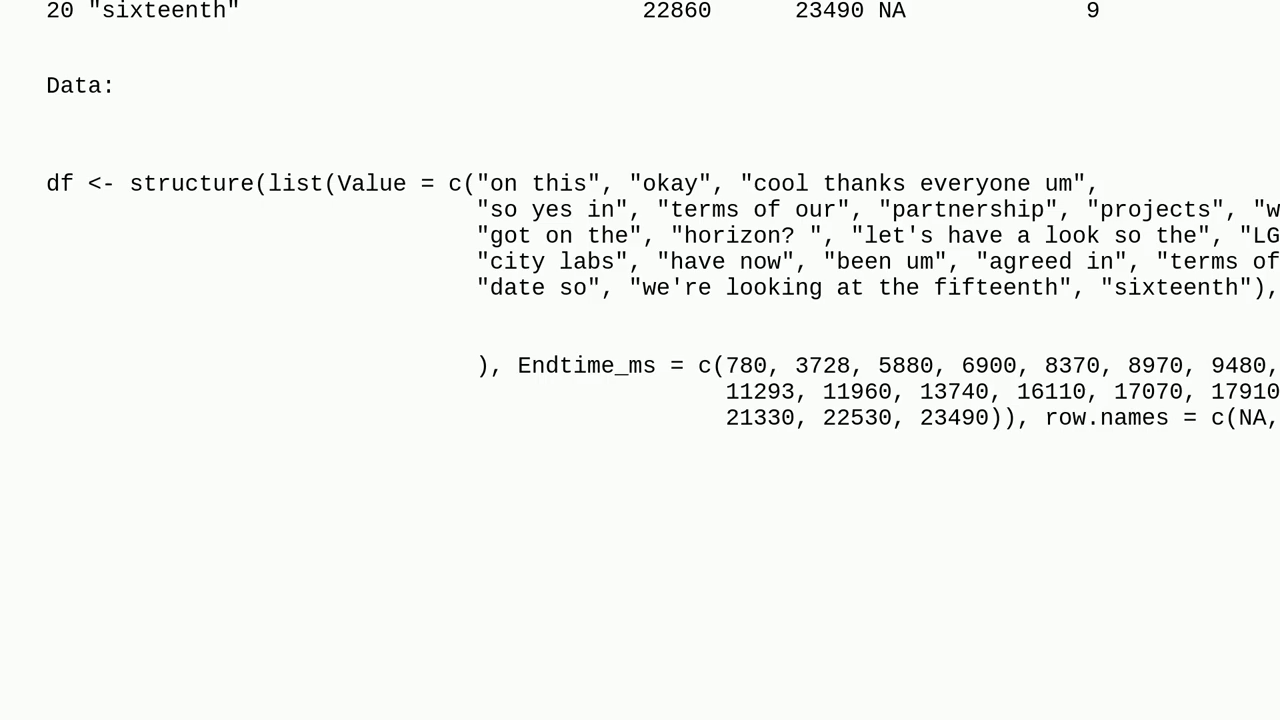 20 "sixteenth" 22860 23490 NA 9
Data:
df <- structure(list(Value = c("on this", "okay", "cool thanks everyone um",
"so yes in", "terms of our", "partnership", "projects", "w
"got on the", "horizon? ", "let's have a look so the", "LG
"city labs", "have now", "been um", "agreed in", "terms of
"date so", "we're looking at the fifteenth", "sixteenth"),
), Endtime_ms = c(780, 3728, 5880, 6900, 8370, 8970, 9480,
11293, 11960, 13740, 16110, 17070, 17910
21330, 22530, 23490)), row.names = c(NA,